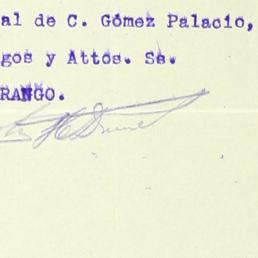 al de C. Gómez Palacio,
gos y Attos. Ss.
RANGO.